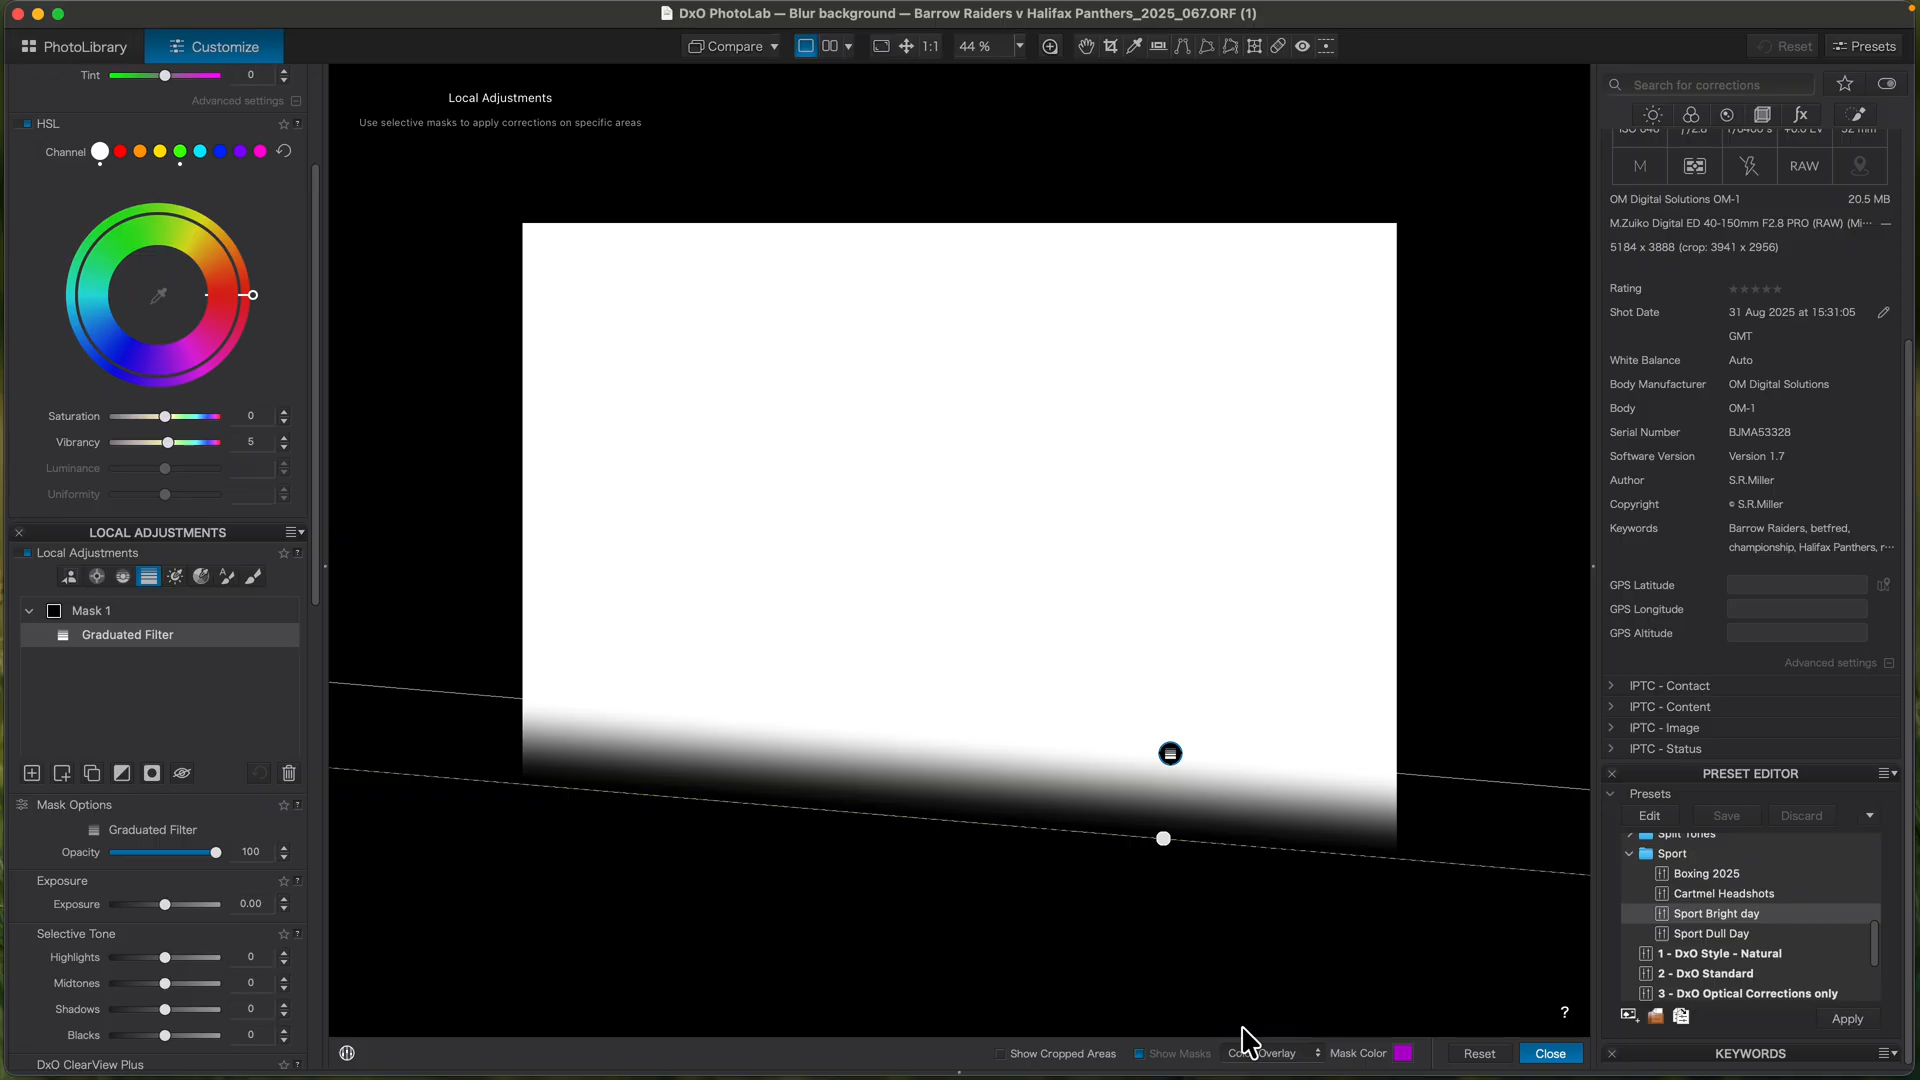 DxO PhotoLab — Blur background — Barrow Raiders v Halifax Panthers_2025_067.ORF (1)
PhotoLibrary
Customize
Compare
1:1
44 %
Reset
Presets
Tint
0
Advanced settings
HSL
Channel
Saturation
0
Vibrancy
5
Luminance
Uniformity
LOCAL ADJUSTMENTS
Local Adjustments
Mask 1
Graduated Filter
Mask Options
Graduated Filter
Opacity
100
Exposure
Exposure
0.00
Selective Tone
Highlights
0
Midtones
0
Shadows
0
Blacks
0
DxO ClearView Plus
Local Adjustments
Use selective masks to apply corrections on specific areas
?
Show Cropped Areas
Show Masks
Overlay
Mask Color
Reset
Close
Search for corrections
fx
M
RAW
OM Digital Solutions OM-1
20.5 MB
M.Zuiko Digital ED 40-150mm F2.8 PRO (RAW) (Mi···
5184 x 3888 (crop: 3941 x 2956)
Rating
Shot Date
31 Aug 2025 at 15:31:05
GMT
White Balance
Auto
Body Manufacturer
OM Digital Solutions
Body
OM-1
Serial Number
BJMA53328
Software Version
Version 1.7
Author
S.R.Miller
Copyright
© S.R.Miller
Keywords
Barrow Raiders, betfred,
championship, Halifax Panthers, r···
GPS Latitude
GPS Longitude
GPS Altitude
Advanced settings
IPTC - Contact
IPTC - Content
IPTC - Image
IPTC - Status
PRESET EDITOR
Presets
Edit
Save
Discard
Split Tones
Sport
Boxing 2025
Cartmel Headshots
Sport Bright day
Sport Dull Day
1 - DxO Style - Natural
2 - DxO Standard
3 - DxO Optical Corrections only
Apply
KEYWORDS